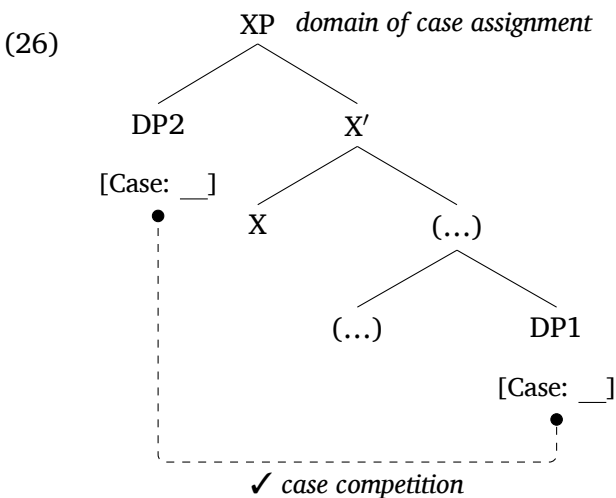 (26)
XP domain of case assignment
DP2 X′
[Case: __]
X (…)
(…) DP1
[Case: __]
✓ case competition